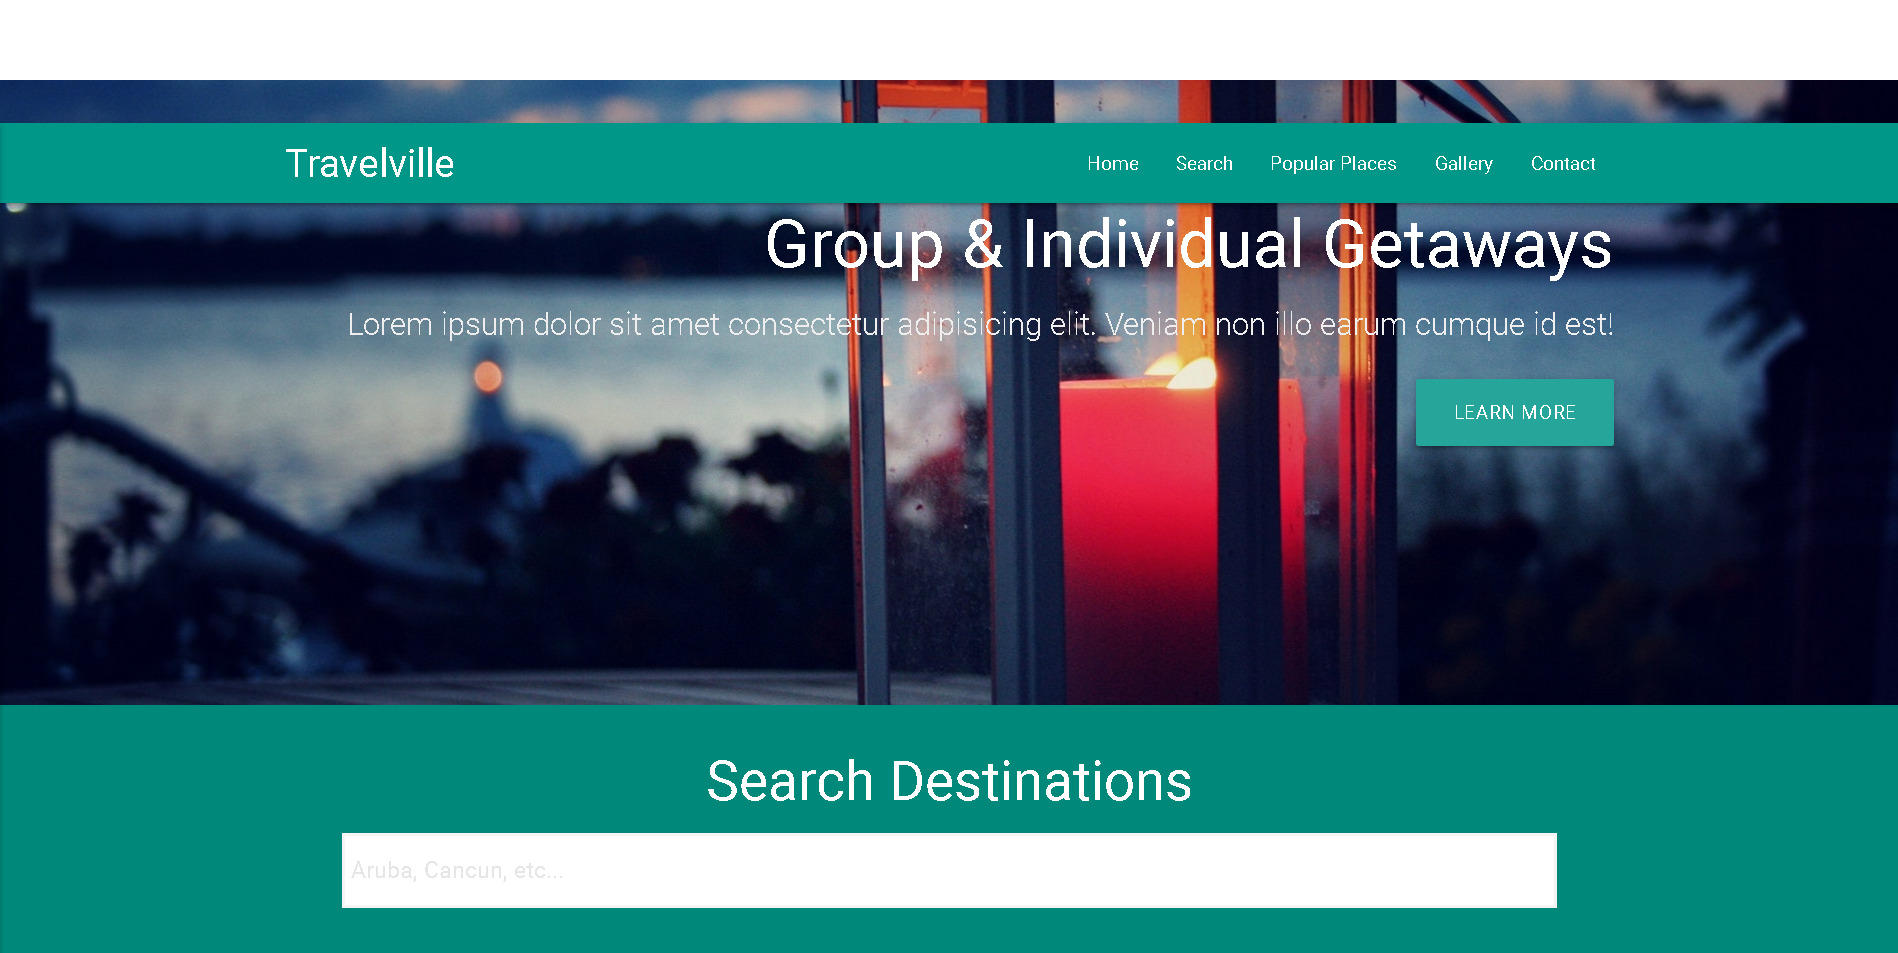 Travelville
Home Search Popular Places Gallery Contact
Group & Individual Getaways
Lorem ipsum dolor sit amet consectetur adipisicing elit. Veniam non illo earum cumque id est!
LEARN MORE
Search Destinations
Aruba, Cancun, etc...